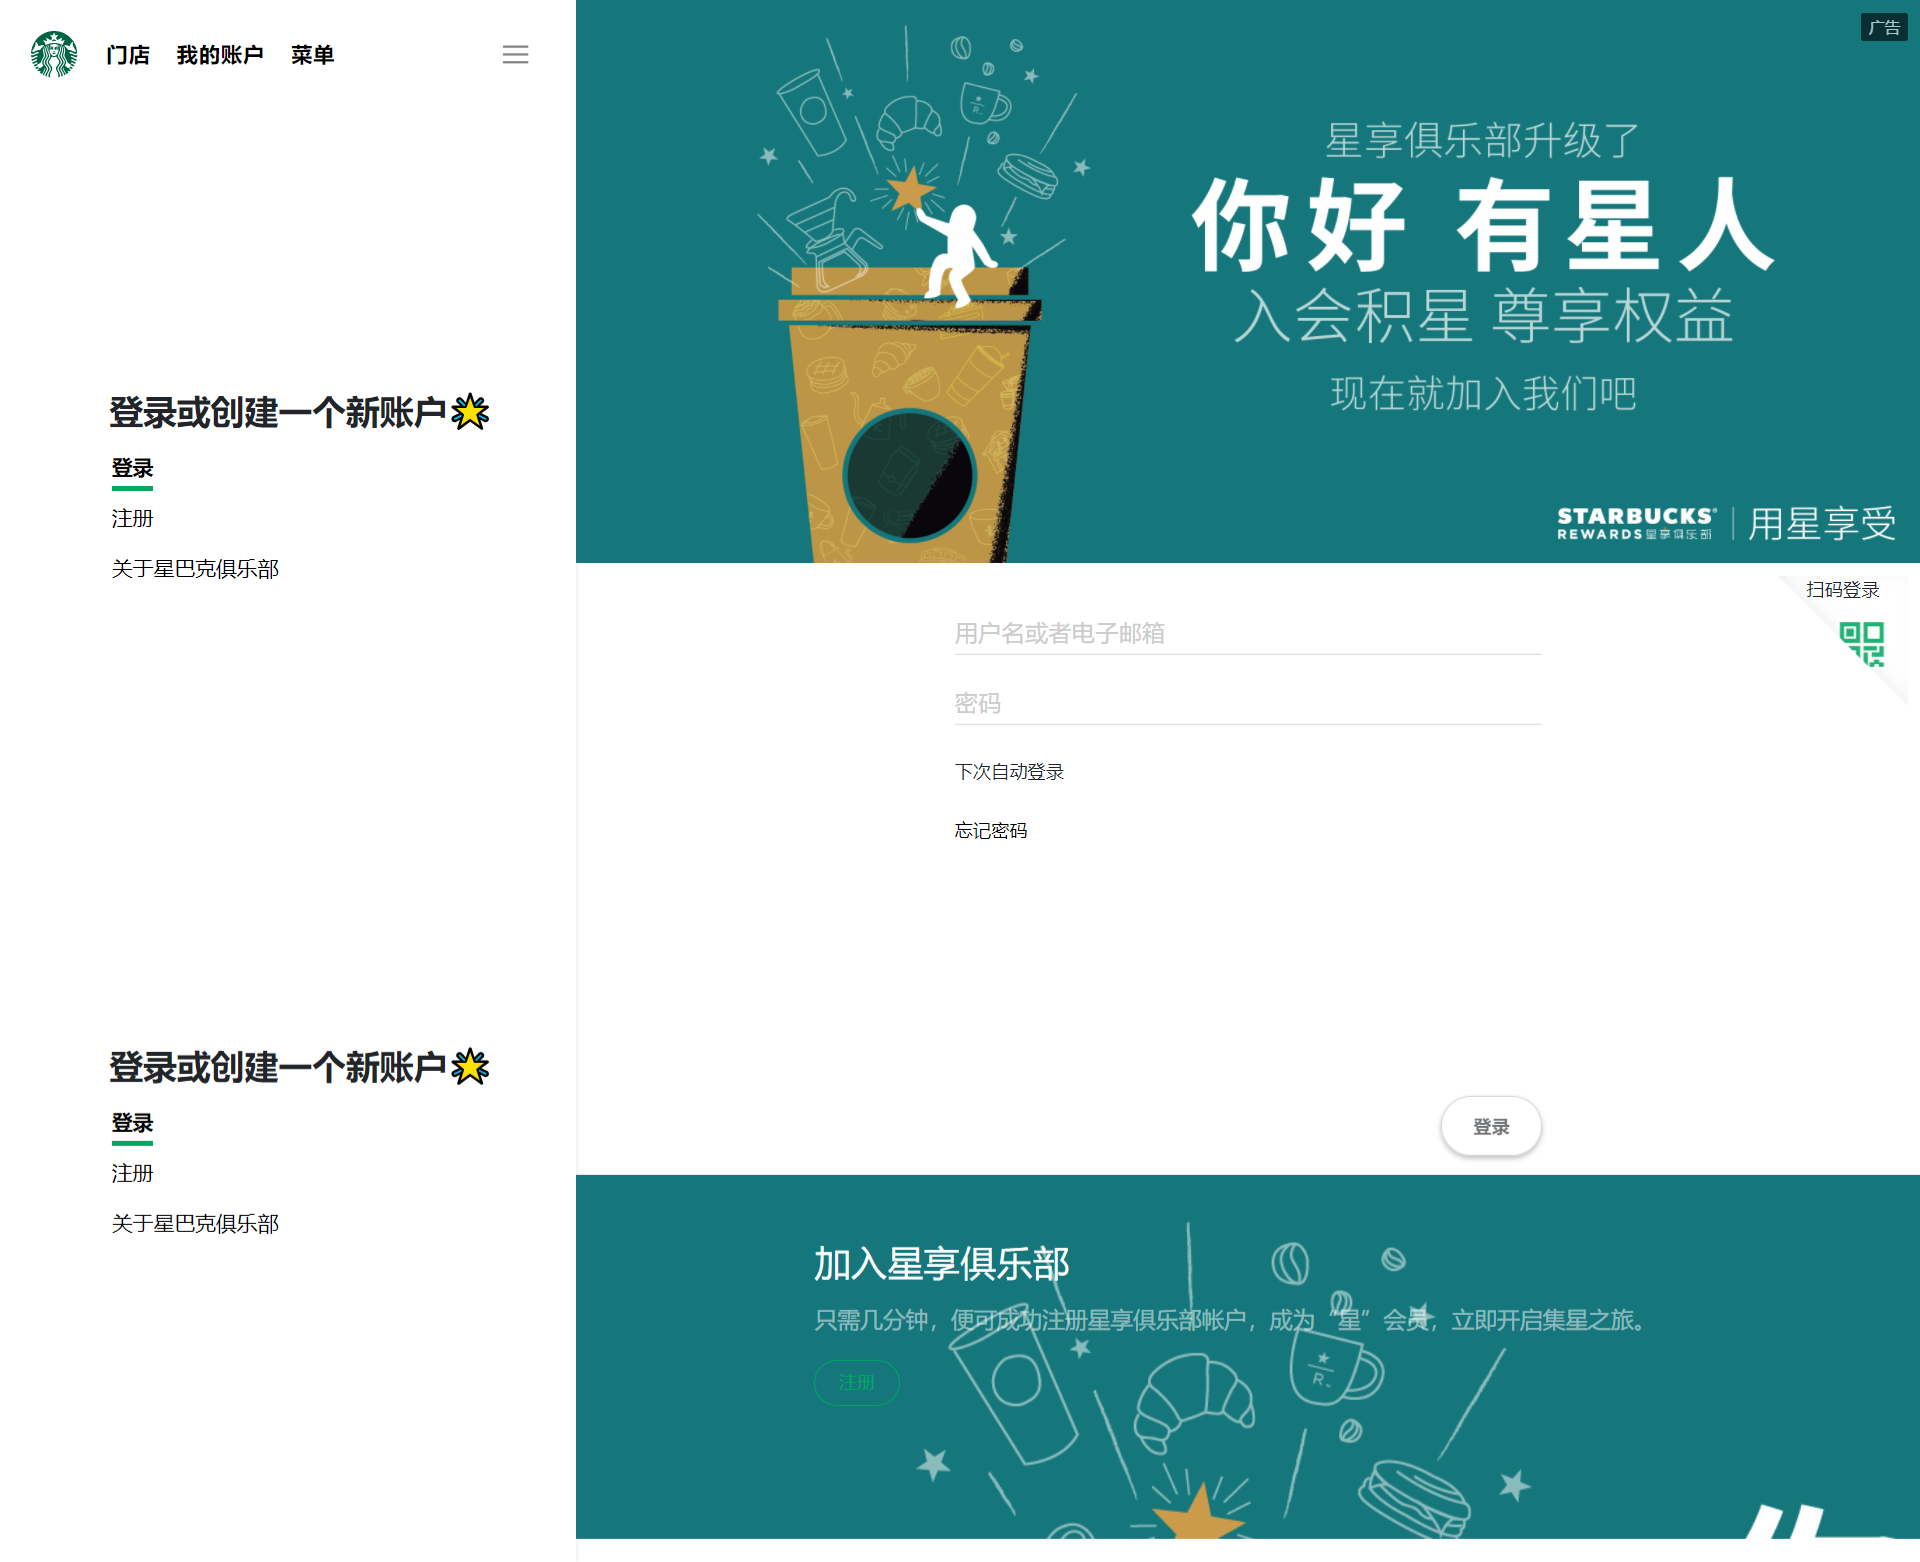 门店 我的账户 菜单
登录或创建一个新账户
登录
注册
关于星巴克俱乐部
广告
星享俱乐部升级了
你好 有星人
入会积星 尊享权益
现在就加入我们吧
STARBUCKS®
REWARDS 星享俱乐部
用星享受
扫码登录
用户名或者电子邮箱
密码
下次自动登录
忘记密码
登录
登录或创建一个新账户
登录
注册
关于星巴克俱乐部
加入星享俱乐部
只需几分钟，便可成功注册星享俱乐部帐户，成为“星”会员，立即开启集星之旅。
注册